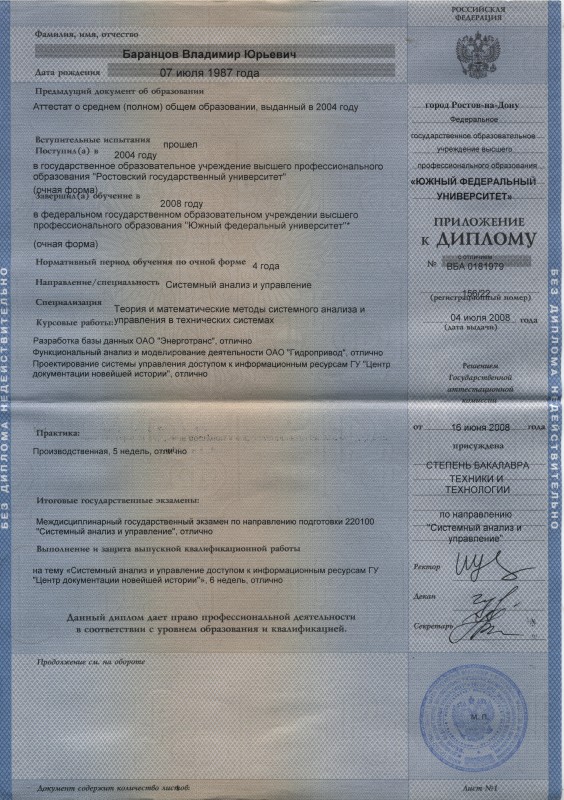 РОССИЙСКАЯ
ФЕДЕРАЦИЯ
Фамилия, имя, отчество
Баранцов Владимир Юрьевич
Дата рождения 07 июля 1987 года
Предыдущий документ об образовании
Аттестат о среднем (полном) общем образовании, выданный в 2004 году
Вступительные испытания прошел
Поступил(а) в 2004 году
в государственное образовательное учреждение высшего профессионального
образования "Ростовский государственный университет"
(очная форма)
Завершил(а) обучение в 2008 году
в федеральном государственном образовательном учреждении высшего
профессионального образования "Южный федеральный университет"*
(очная форма)
Нормативный период обучения по очной форме 4 года
Направление/специальность Системный анализ и управление
Специализация Теория и математические методы системного анализа и
управления в технических системах
Курсовые работы:
Разработка базы данных ОАО "Энерготранс", отлично
Функциональный анализ и моделирование деятельности ОАО "Гидропривод", отлично
Проектирование системы управления доступом к информационным ресурсам ГУ "Центр
документации новейшей истории", отлично
Практика:
Производственная, 5 недель, отлично
Итоговые государственные экзамены:
Междисциплинарный государственный экзамен по направлению подготовки 220100
"Системный анализ и управление", отлично
Выполнение и защита выпускной квалификационной работы
на тему «Системный анализ и управление доступом к информационным ресурсам ГУ
"Центр документации новейшей истории"», 6 недель, отлично
Данный диплом дает право профессиональной деятельности
в соответствии с уровнем образования и квалификацией.
Продолжение см. на обороте
Документ содержит количество листов:
город Ростов-на-Дону
Федеральное
государственное образовательное
учреждение высшего
профессионального образования
«ЮЖНЫЙ ФЕДЕРАЛЬНЫЙ
УНИВЕРСИТЕТ»
ПРИЛОЖЕНИЕ
к ДИПЛОМУ
с отличием
№ ВБА 0181979
156/22
(регистрационный номер)
04 июля 2008 года
(дата выдачи)
Решением
Государственной
аттестационной
комиссии
от 16 июня 2008 года
присуждена
СТЕПЕНЬ БАКАЛАВРА
ТЕХНИКИ И
ТЕХНОЛОГИИ
по направлению
"Системный анализ и
управление"
Ректор
Декан
Секретарь
М.П.
Лист №1
БЕЗ ДИПЛОМА НЕДЕЙСТВИТЕЛЬНО
БЕЗ ДИПЛОМА НЕДЕЙСТВИТЕЛЬНО